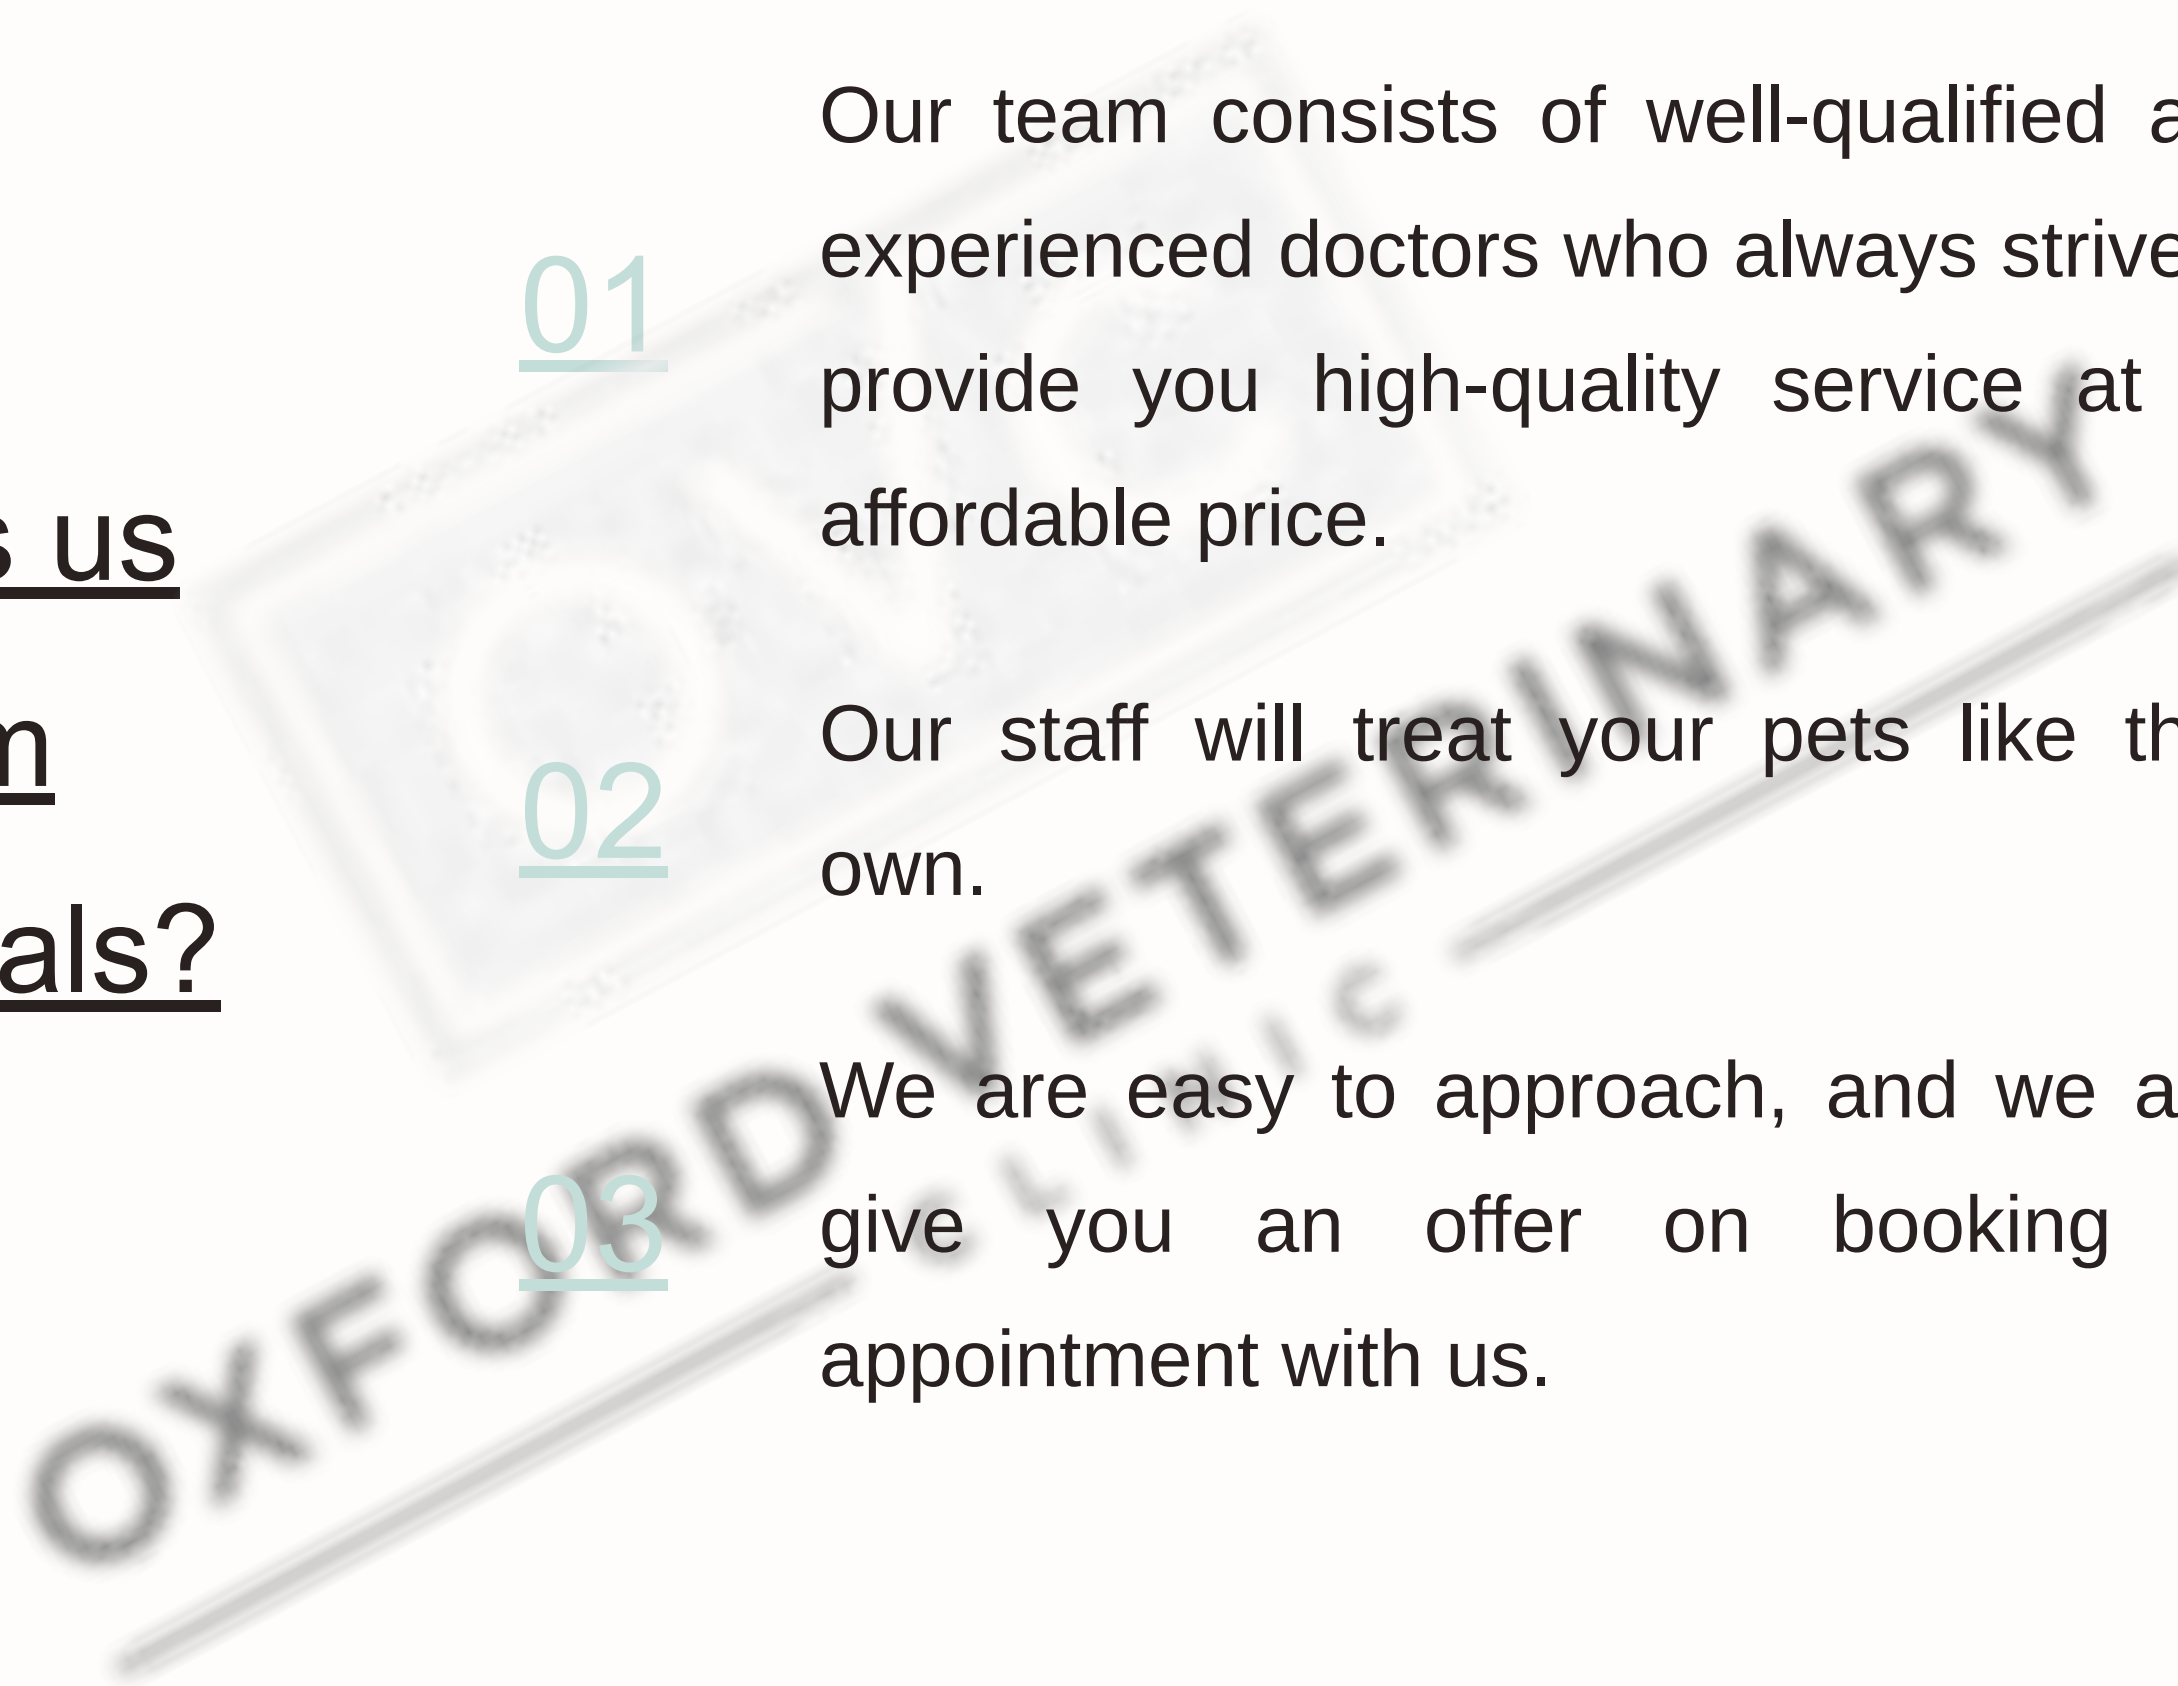 s us
m
als?
01
Our team consists of well-qualified a
experienced doctors who always strive
provide you high-quality service at
affordable price.
02
Our staff will treat your pets like th
own.
03
We are easy to approach, and we a
give you an offer on booking
appointment with us.
OVC
OXFORD VETERINARY
CLINIC